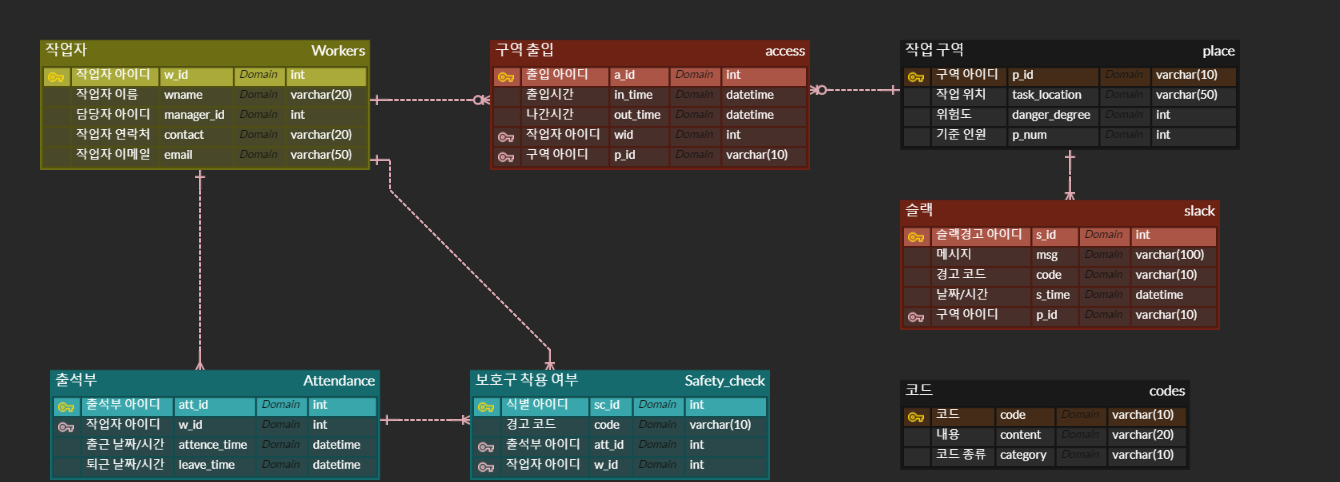 작업자 Workers
작업자 아이디 w_id Domain int
작업자 이름 wname Domain varchar(20)
담당자 아이디 manager_id Domain int
작업자 연락처 contact Domain varchar(20)
작업자 이메일 email Domain varchar(50)
구역 출입 access
출입 아이디 a_id Domain int
출입시간 in_time Domain datetime
나간시간 out_time Domain datetime
작업자 아이디 wid Domain int
구역 아이디 p_id Domain varchar(10)
작업 구역 place
구역 아이디 p_id Domain varchar(10)
작업 위치 task_location Domain varchar(50)
위험도 danger_degree Domain int
기준 인원 p_num Domain int
슬랙 slack
슬랙경고 아이디 s_id Domain int
메시지 msg Domain varchar(100)
경고 코드 code Domain varchar(10)
날짜/시간 s_time Domain datetime
구역 아이디 p_id Domain varchar(10)
출석부 Attendance
출석부 아이디 att_id Domain int
작업자 아이디 w_id Domain int
출근 날짜/시간 attence_time Domain datetime
퇴근 날짜/시간 leave_time Domain datetime
보호구 착용 여부 Safety_check
식별 아이디 sc_id Domain int
경고 코드 code Domain varchar(10)
출석부 아이디 att_id Domain int
작업자 아이디 w_id Domain int
코드 codes
코드 code Domain varchar(10)
내용 content Domain varchar(20)
코드 종류 category Domain varchar(10)